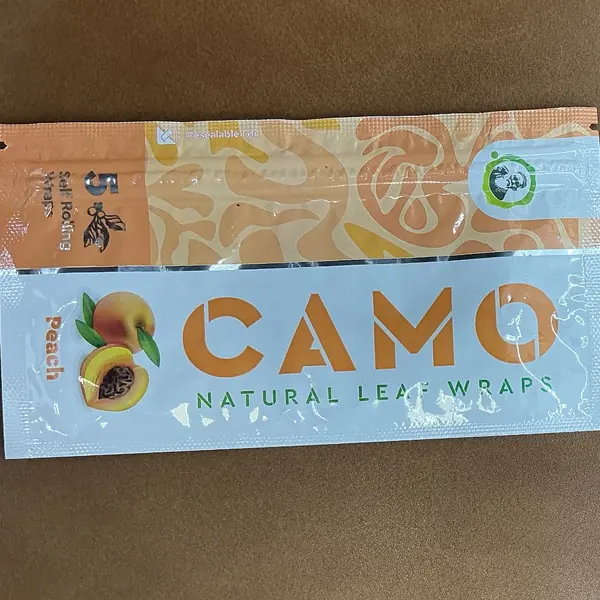 Resealable Foil
5
Self Rolling
Wraps
Peach
CAMO
NATURAL LEAF WRAPS